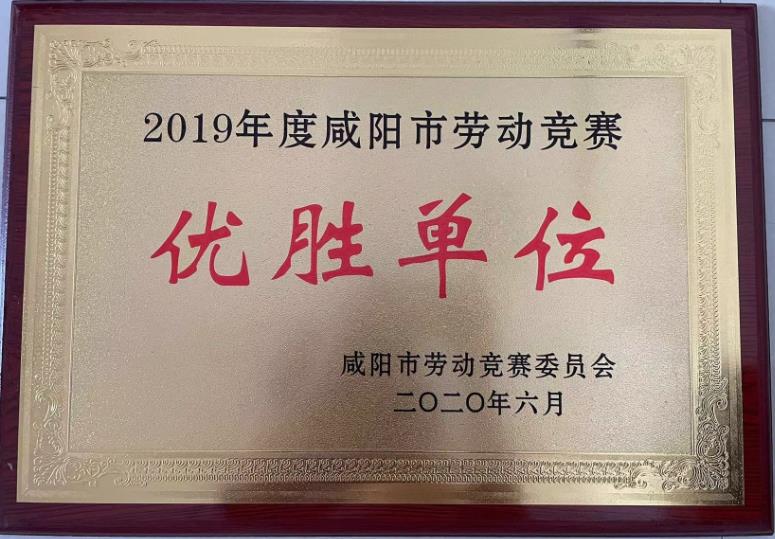 2019年度咸阳市劳动竞赛
优胜单位
咸阳市劳动竞赛委员会
二〇二〇年六月